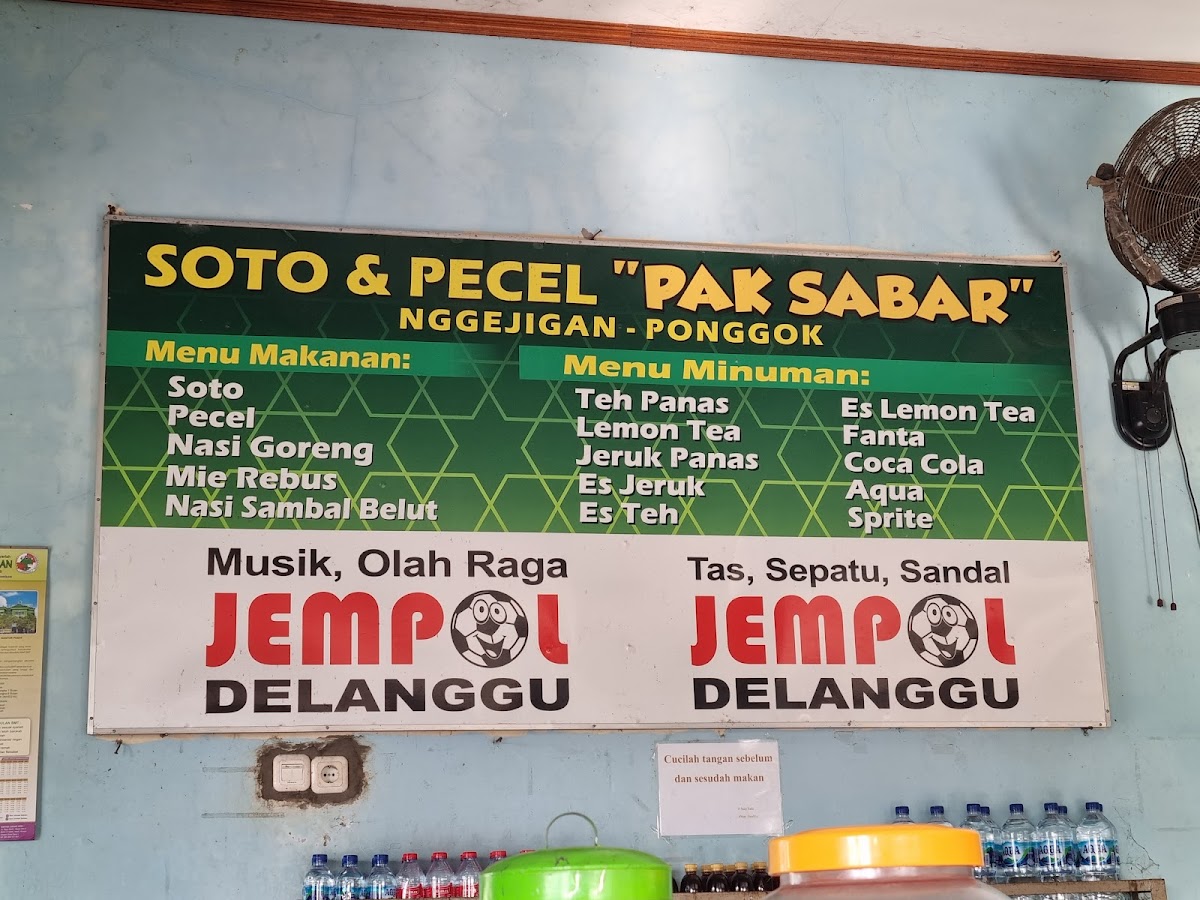 SOTO & PECEL "PAK SABAR"
NGGEJIGAN - PONGGOK
Menu Makanan:
Soto
Pecel
Nasi Goreng
Mie Rebus
Nasi Sambal Belut
Menu Minuman:
Teh Panas
Lemon Tea
Jeruk Panas
Es Jeruk
Es Teh
Es Lemon Tea
Fanta
Coca Cola
Aqua
Sprite
Musik, Olah Raga
JEMPOL
DELANGGU
Tas, Sepatu, Sandal
JEMPOL
DELANGGU
Cucilah tangan sebelum
dan sesudah makan